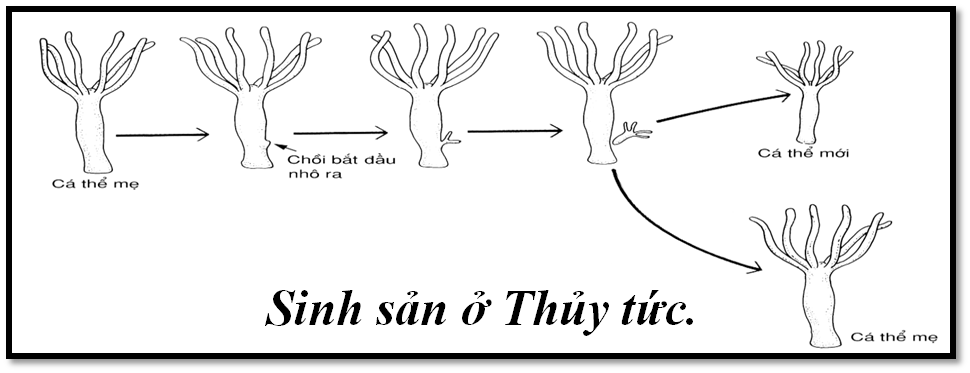 Cá thể mẹ
Chồi bắt đầu
nhô ra
Cá thể mới
Cá thể mẹ
Sinh sản ở Thủy tức.